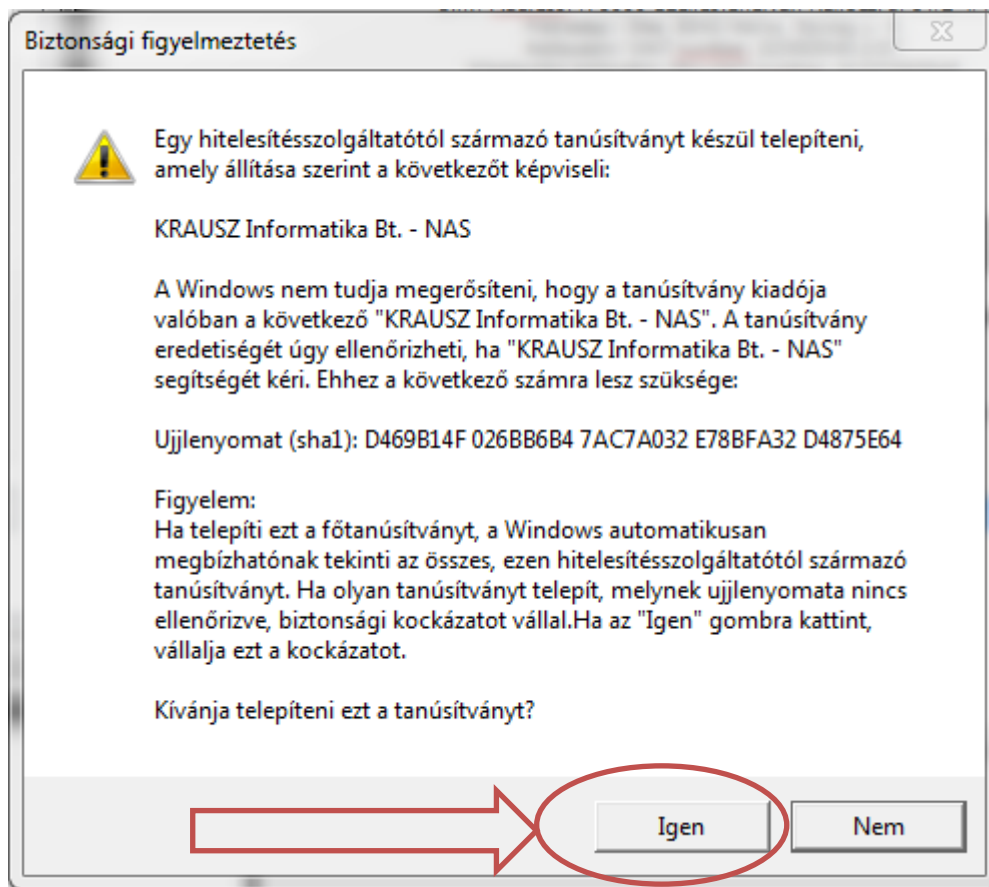 Biztonsági figyelmeztetés
Egy hitelesítésszolgáltatótól származó tanúsítványt készül telepíteni,
amely állítása szerint a következőt képviseli:
KRAUSZ Informatika Bt. - NAS
A Windows nem tudja megerősíteni, hogy a tanúsítvány kiadója
valóban a következő "KRAUSZ Informatika Bt. - NAS". A tanúsítvány
eredetiségét úgy ellenőrizheti, ha "KRAUSZ Informatika Bt. - NAS"
segítségét kéri. Ehhez a következő számra lesz szüksége:
Ujjlenyomat (sha1): D469B14F 026BB6B4 7AC7A032 E78BFA32 D4875E64
Figyelem:
Ha telepíti ezt a főtanúsítványt, a Windows automatikusan
megbízhatónak tekinti az összes, ezen hitelesítésszolgáltatótól származó
tanúsítványt. Ha olyan tanúsítványt telepít, melynek ujjlenyomata nincs
ellenőrizve, biztonsági kockázatot vállal.Ha az "Igen" gombra kattint,
vállalja ezt a kockázatot.
Kívánja telepíteni ezt a tanúsítványt?
Igen
Nem